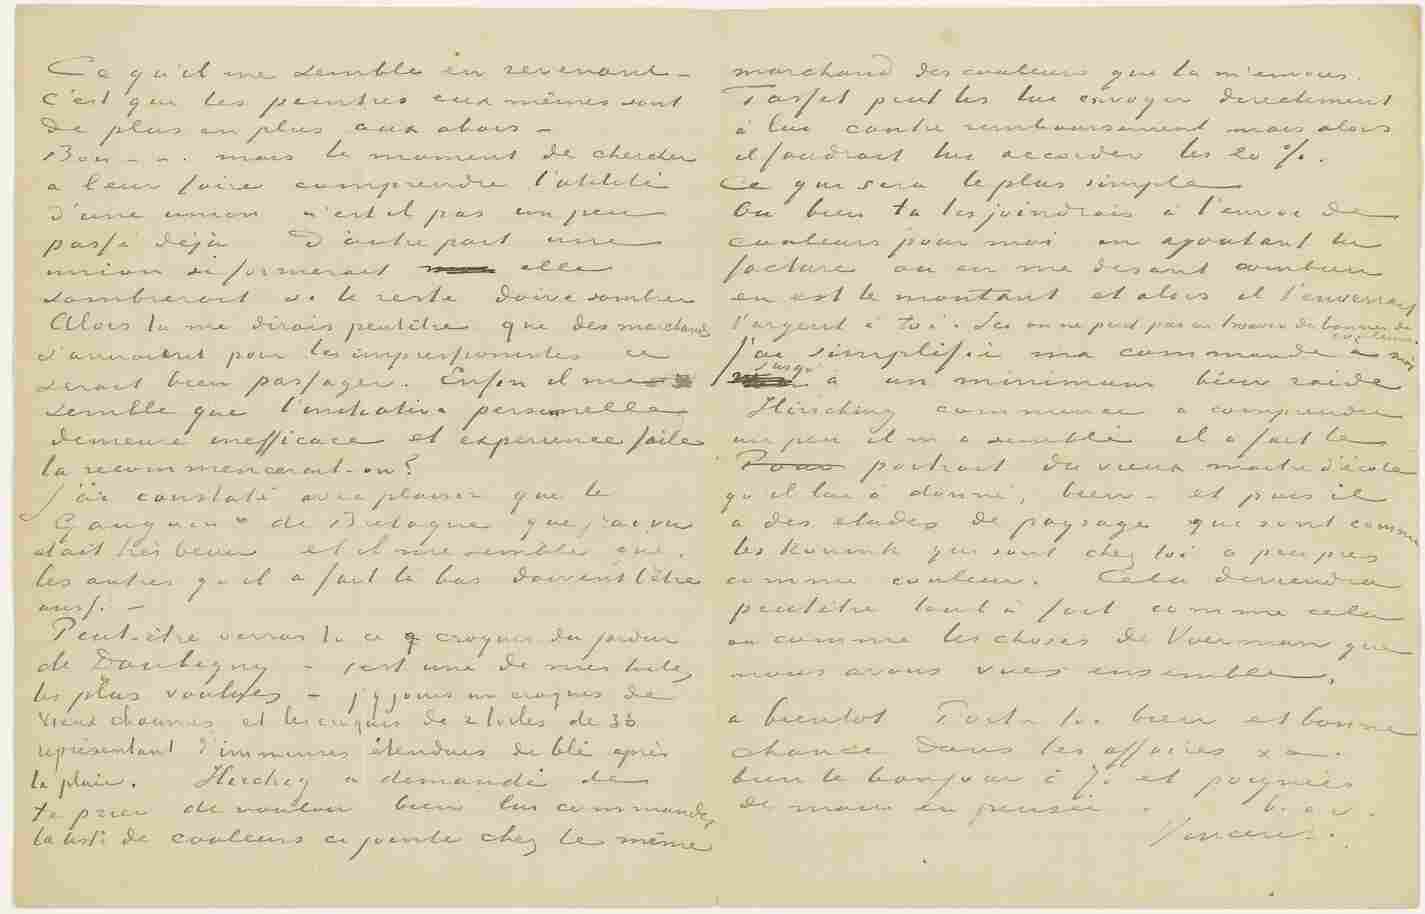 Ce qu'il me semble en revenant –
c'est que les peintres eux mêmes sont
de plus en plus aux abois –
Bon – –. mais le moment de chercher
a leur faire comprendre l'utilité
d'une union n'est il pas un peu
passé déjà D'autre part une
union se formerait elle
sombrerait si le reste doive sombrer
Alors tu me dirais peutêtre que des marchands
s'uniraient pour les impressionistes ce
serait bien passager. Enfin il me
semble que l'initiative personnelle
demeure inefficace et expérience faite
la recommencerait-on?
J'ai constaté avec plaisir que le
Gauguin de Bretagne que j'ai vu
était très beau et il me semble que
les autres qu'il a fait là bas doivent l'être
aussi. –
Peut-être verras tu ce croquis du jardin
de Daubigny – c'est une de mes toiles
les plus voulues – j'y joins un croquis de
vieux chaumes et les croquis de 2 toiles de 30
représentant d'immenses étendues de blé après
la pluie. Hirschig a demandé de
te prier de vouloir bien lui commander
la liste de couleurs ci jointe chez le même
marchand des couleurs que tu m'envoies.
Tasset peut les lui envoyer directement
à lui contre remboursement mais alors
il faudrait lui accorder les 20 %.
Ce qui sera le plus simple
Ou bien tu les joindrais à l'envoi de
couleurs pour moi en ajoutant la
facture ou en me disant combien
en est le montant et alors il t'enverrait
l'argent à toi. Ici on ne peut pas en trouver de bonnes de
couleurs.
J'ai simplifié ma commande à moi
jusqu'
à un minimum bien raide
Hirschig commence a comprendre
un peu il m'a semblé il a fait le
portrait du vieux maitre d'école
qu'il lui a donné, bien – et puis il
a des études de paysage qui sont comme
les Koning qui sont chez toi à peu près
comme couleur. Cela deviendra
peutêtre tout à fait comme cela
ou comme les choses de Voerman que
nous avons vues ensemble.
a bientot Porte toi bien et bonne
chance dans les affaires &c.
bien le bonjour à Jo et poignées
de main en pensée. t. à. v.
Vincent.